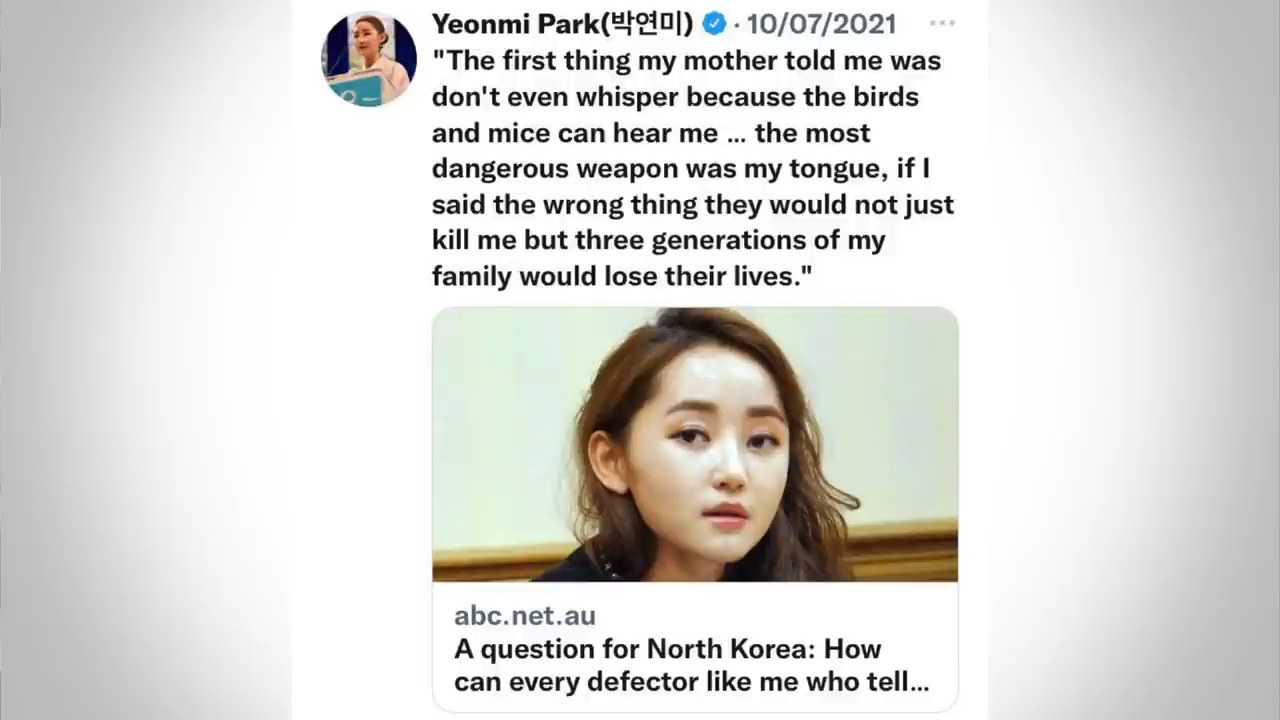 Yeonmi Park(박연미) · 10/07/2021 ...
"The first thing my mother told me was
don't even whisper because the birds
and mice can hear me ... the most
dangerous weapon was my tongue, if I
said the wrong thing they would not just
kill me but three generations of my
family would lose their lives."
abc.net.au
A question for North Korea: How
can every defector like me who tell...